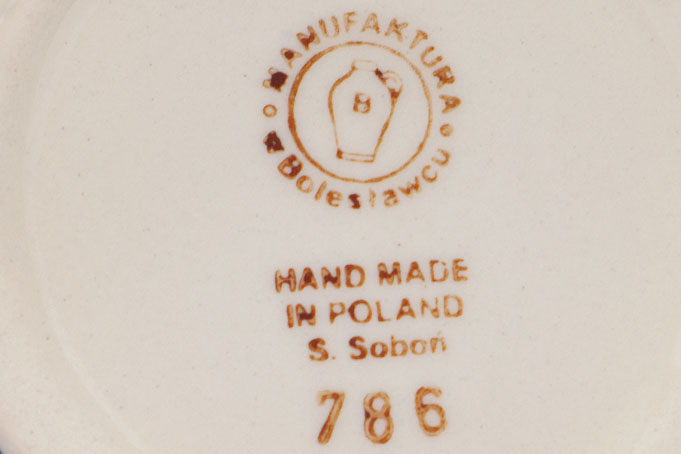 MANUFAKTURA
B
w Bolesławcu
HAND MADE
IN POLAND
S. Soboń
786